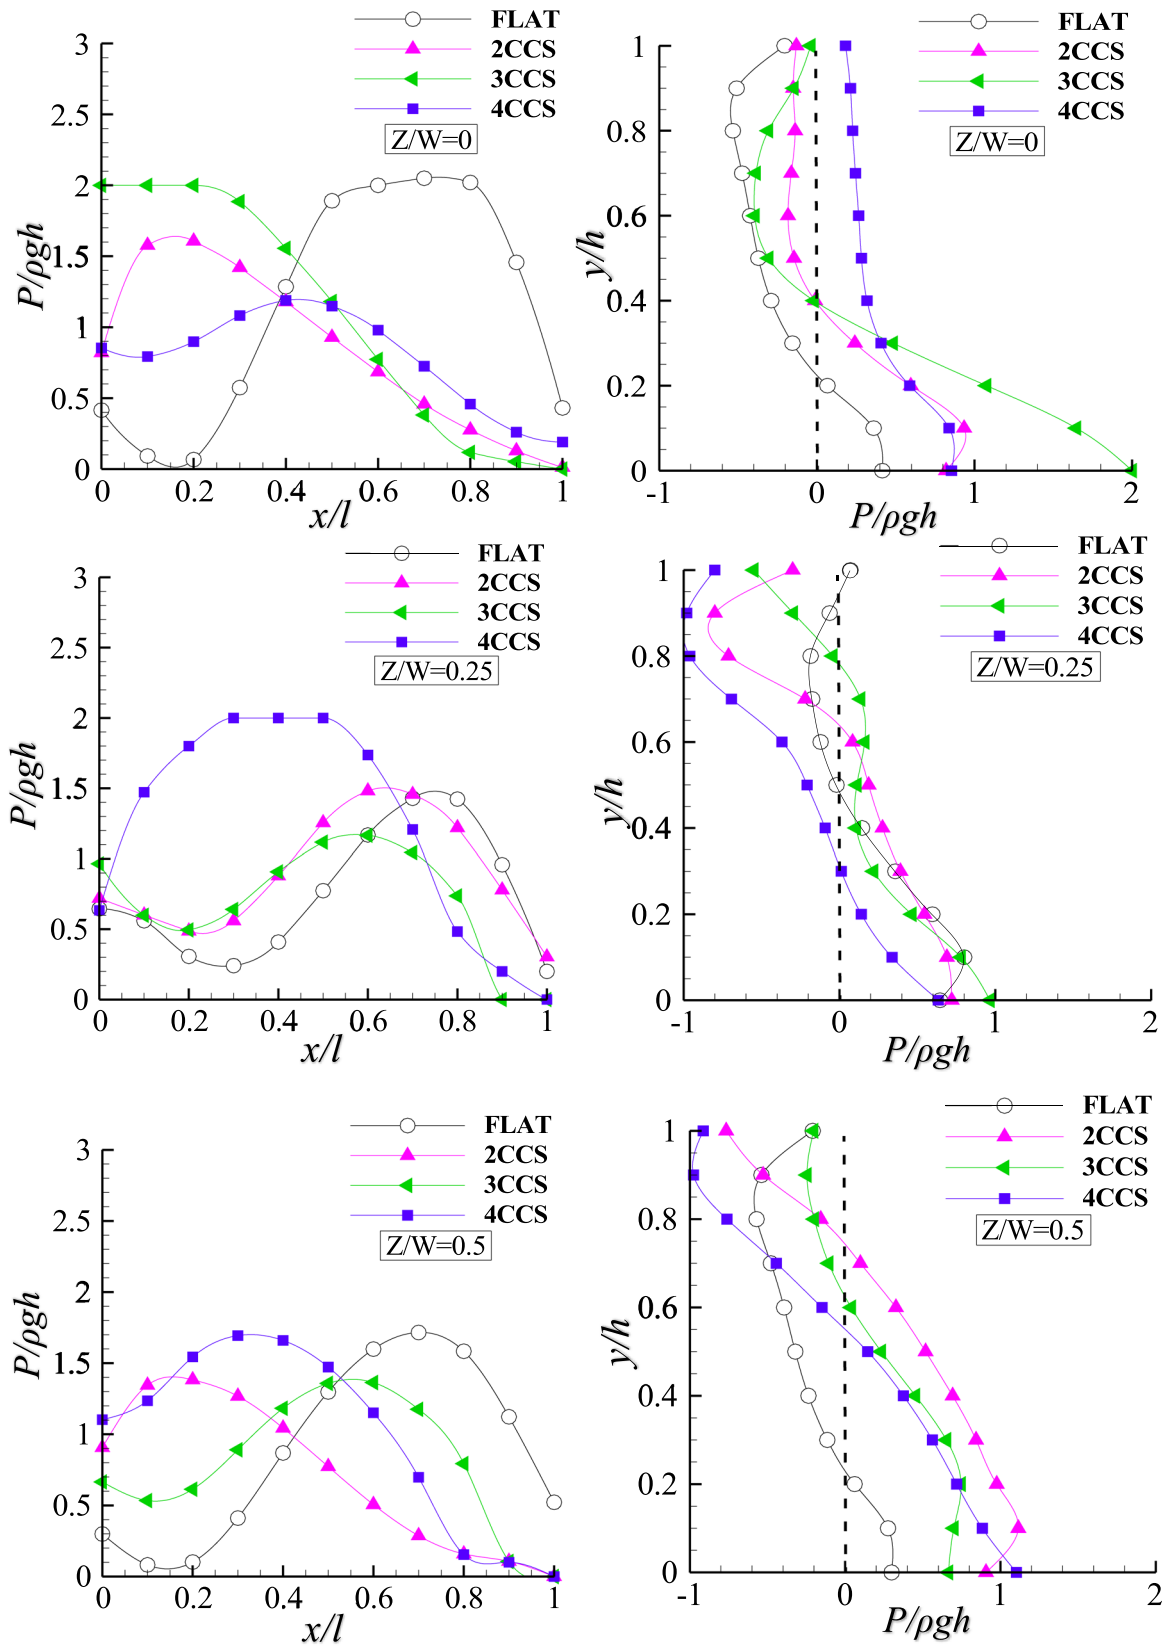 FLAT
2CCS
3CCS
4CCS
Z/W=0
3
2.5
2
1.5
1
0.5
0
P/ρgh
0 0.2 0.4 0.6 0.8 1
x/l
FLAT
2CCS
3CCS
4CCS
Z/W=0
1
0.8
0.6
0.4
0.2
0
y/h
-1 0 1 2
P/ρgh
FLAT
2CCS
3CCS
4CCS
Z/W=0.25
3
2.5
2
1.5
1
0.5
0
P/ρgh
0 0.2 0.4 0.6 0.8 1
x/l
FLAT
2CCS
3CCS
4CCS
Z/W=0.25
1
0.8
0.6
0.4
0.2
0
y/h
-1 0 1 2
P/ρgh
FLAT
2CCS
3CCS
4CCS
Z/W=0.5
3
2.5
2
1.5
1
0.5
0
P/ρgh
0 0.2 0.4 0.6 0.8 1
x/l
FLAT
2CCS
3CCS
4CCS
Z/W=0.5
1
0.8
0.6
0.4
0.2
0
y/h
-1 0 1 2
P/ρgh